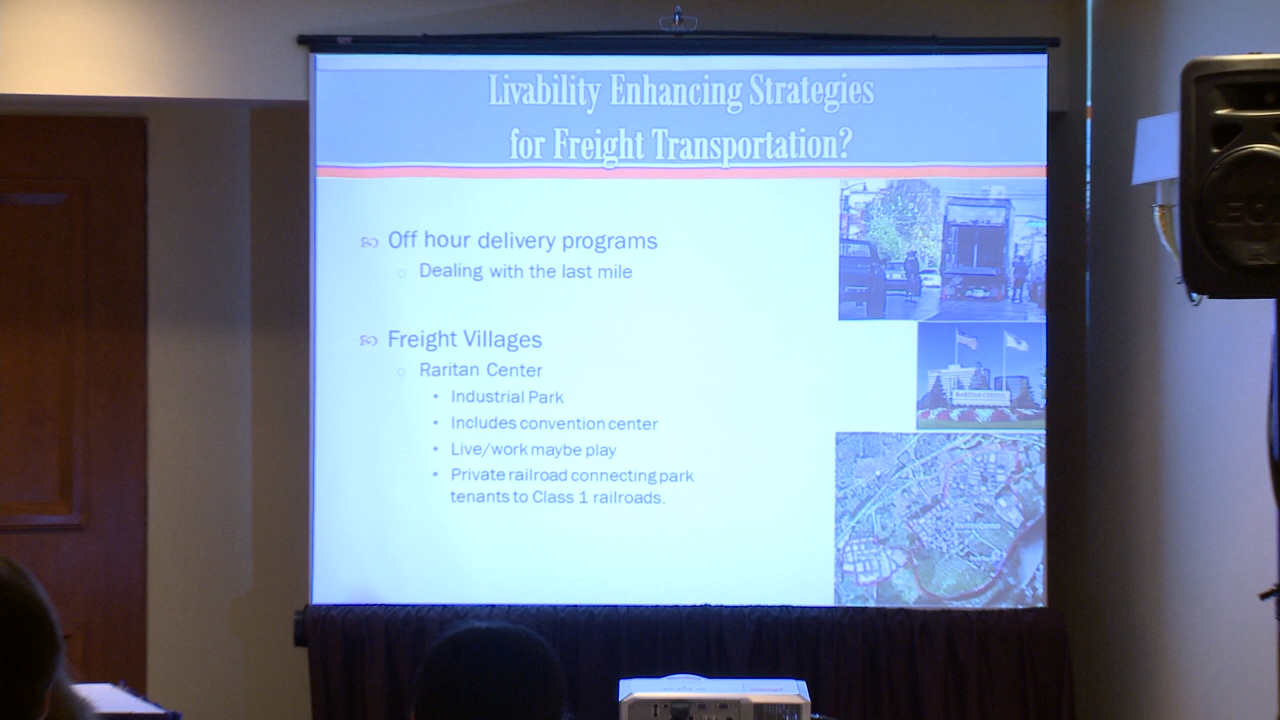 Livability Enhancing Strategies
for Freight Transportation?
Off hour delivery programs
Dealing with the last mile
Freight Villages
Raritan Center
Industrial Park
Includes convention center
Live/work maybe play
Private railroad connecting park
tenants to Class 1 railroads.